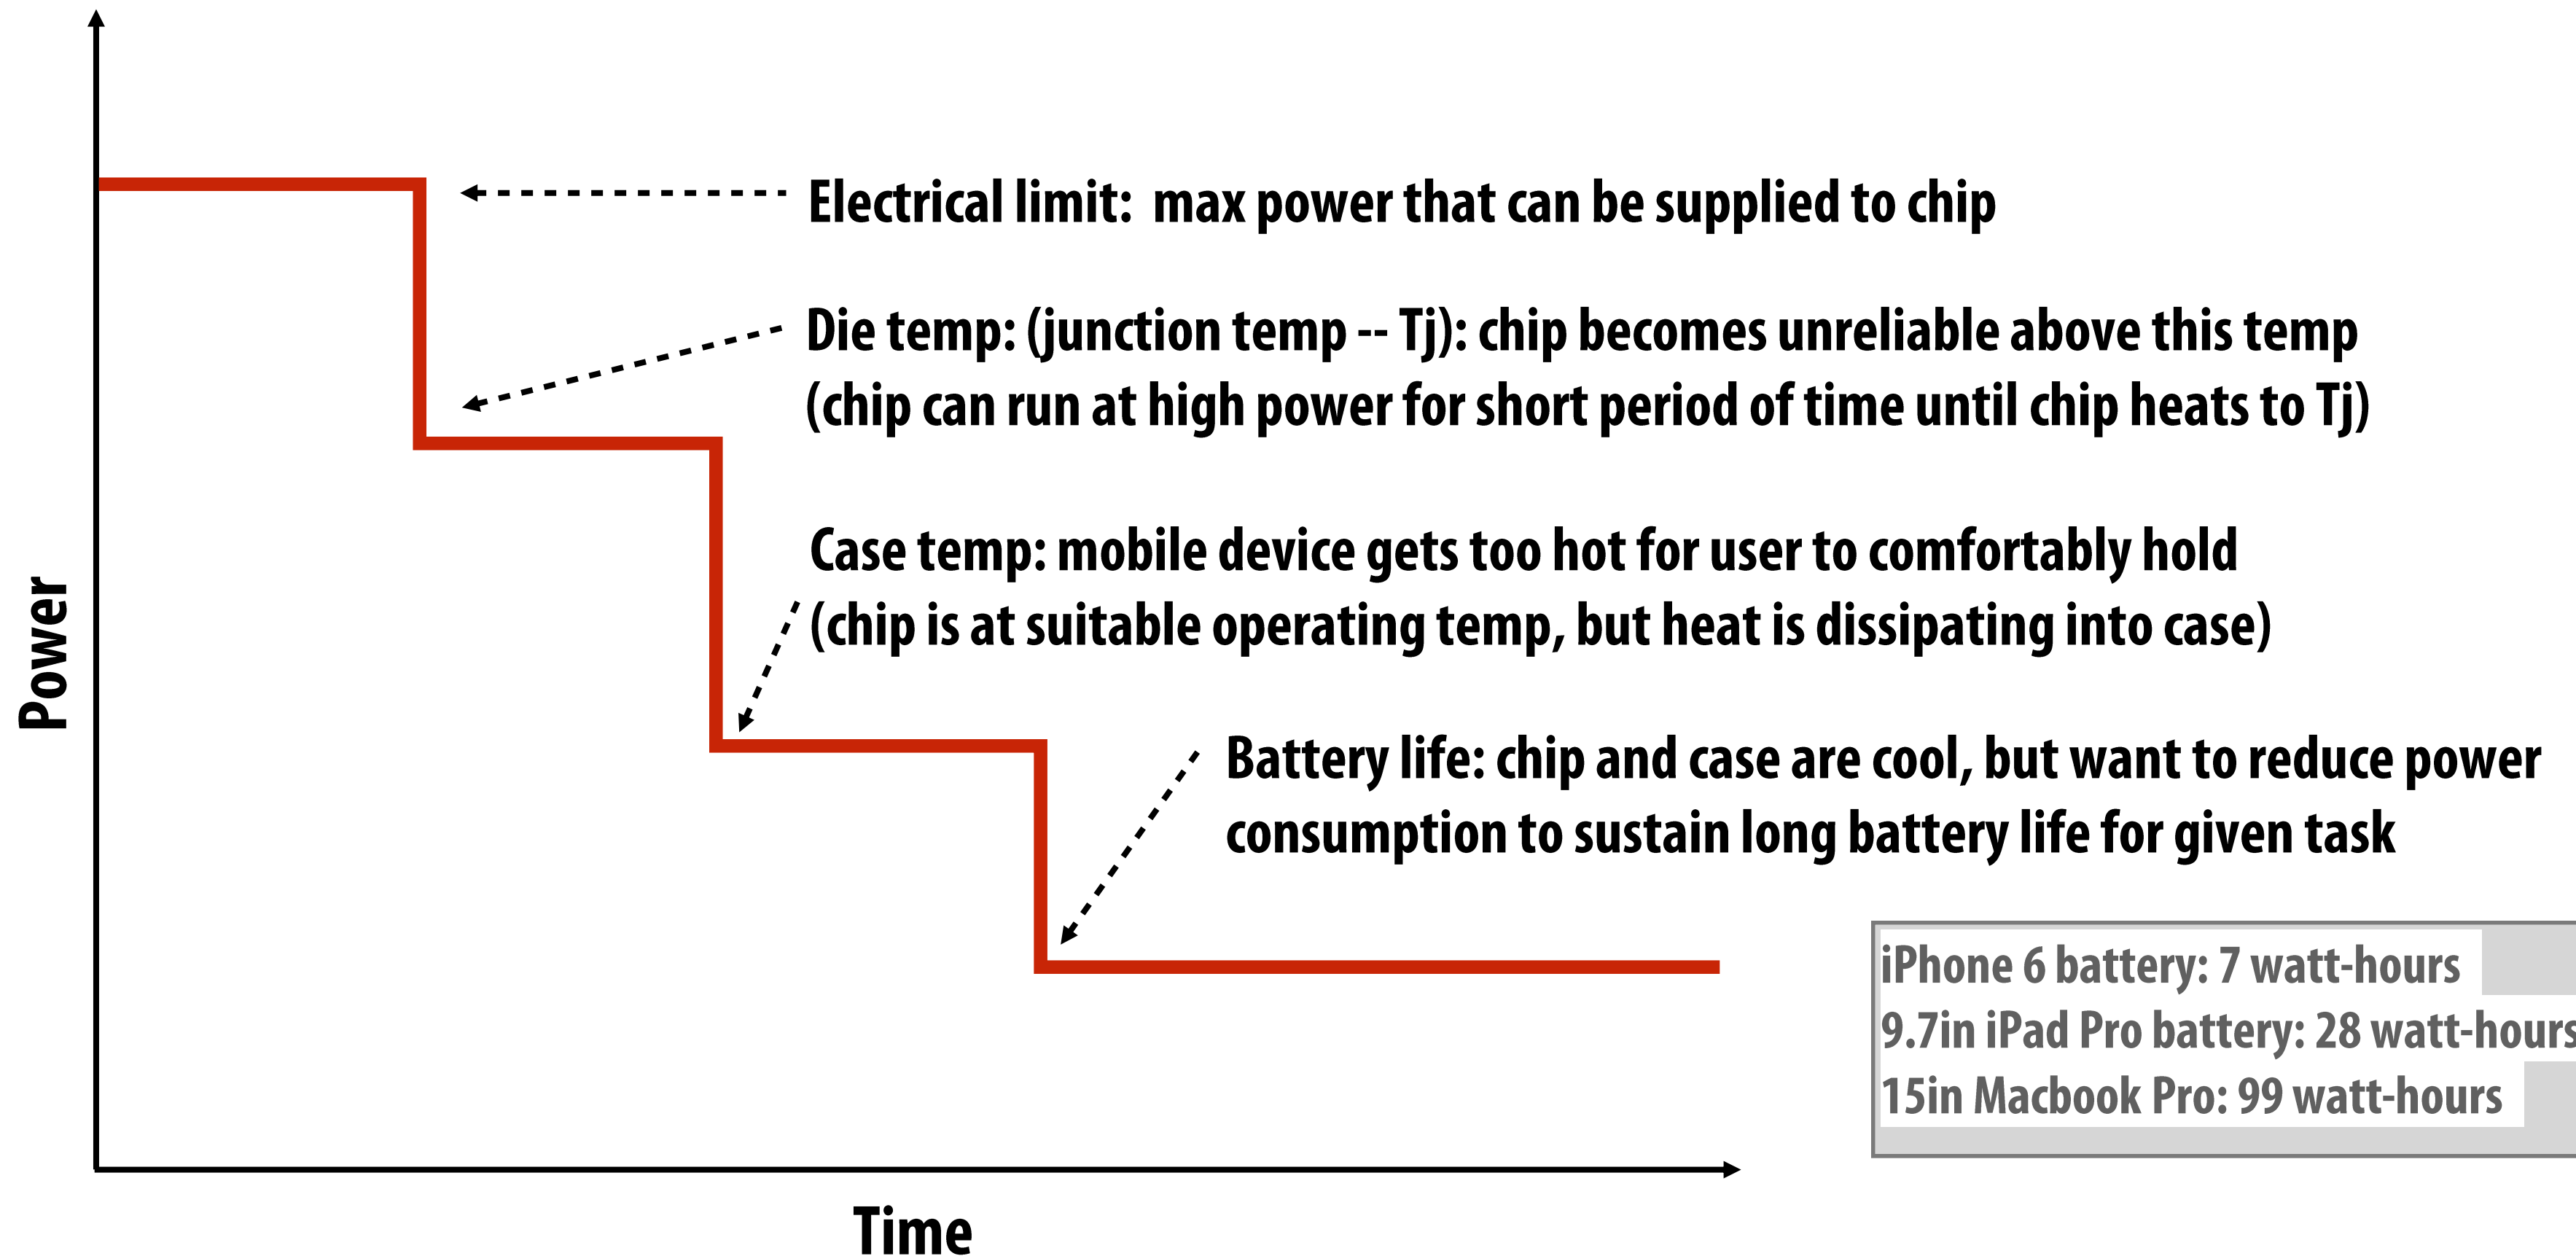 Electrical limit:  max power that can be supplied to chip
Die temp: (junction temp -- Tj): chip becomes unreliable above this temp
(chip can run at high power for short period of time until chip heats to Tj)
Case temp: mobile device gets too hot for user to comfortably hold
(chip is at suitable operating temp, but heat is dissipating into case)
Power
Battery life: chip and case are cool, but want to reduce power
consumption to sustain long battery life for given task
iPhone 6 battery: 7 watt-hours
9.7in iPad Pro battery: 28 watt-hours
15in Macbook Pro: 99 watt-hours
Time